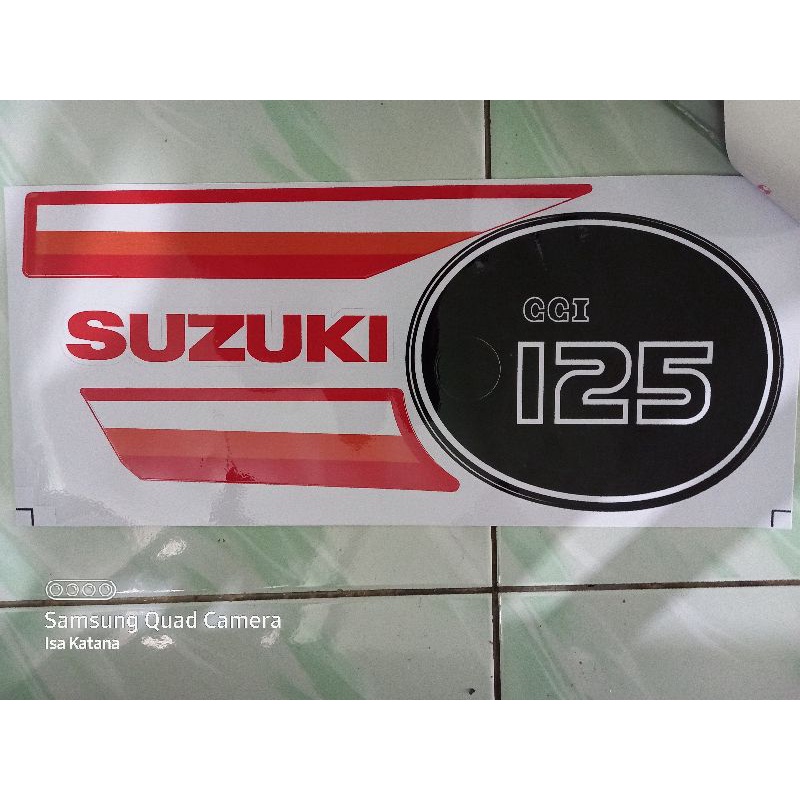 SUZUKI
CCI
125
Samsung Quad Camera
Isa Katana